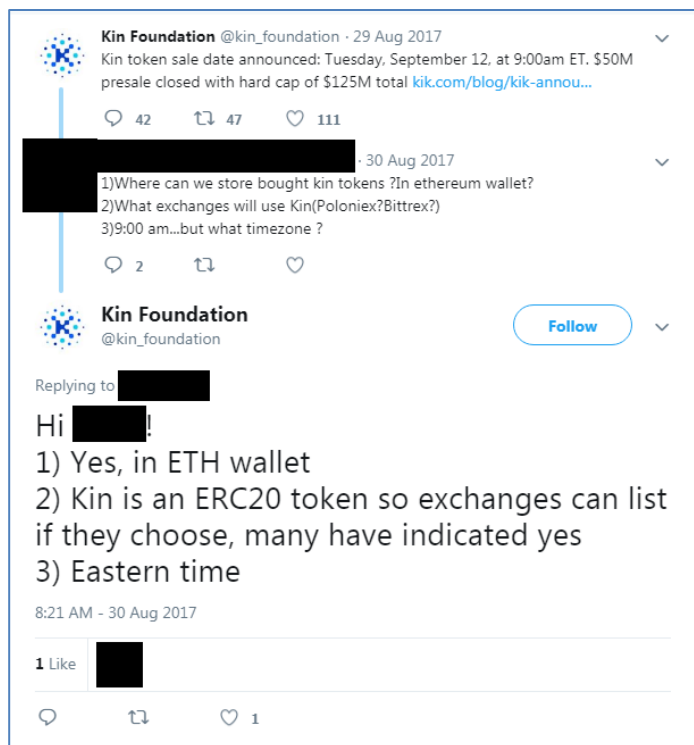 Kin Foundation @kin_foundation · 29 Aug 2017
Kin token sale date announced: Tuesday, September 12, at 9:00am ET. $50M
presale closed with hard cap of $125M total kik.com/blog/kik-annou...
42 47 111
· 30 Aug 2017
1)Where can we store bought kin tokens ?In ethereum wallet?
2)What exchanges will use Kin(Poloniex?Bittrex?)
3)9:00 am...but what timezone ?
2
Kin Foundation
@kin_foundation
Follow
Replying to
Hi !
1) Yes, in ETH wallet
2) Kin is an ERC20 token so exchanges can list
if they choose, many have indicated yes
3) Eastern time
8:21 AM - 30 Aug 2017
1 Like
1